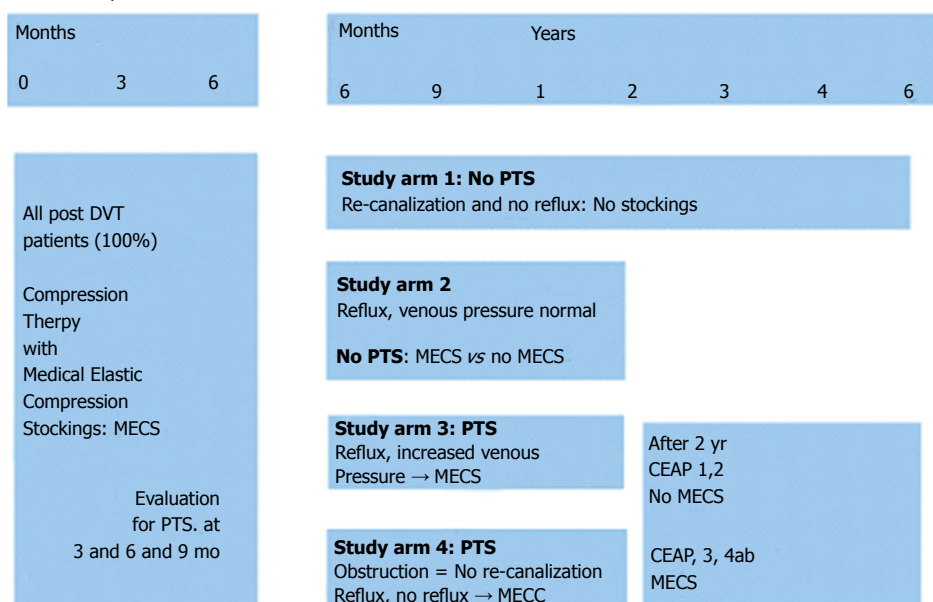 Months
0 3 6
Months Years
6 9 1 2 3 4 6
All post DVT
patients (100%)
Compression
Therpy
with
Medical Elastic
Compression
Stockings: MECS
Evaluation
for PTS. at
3 and 6 and 9 mo
Study arm 1: No PTS
Re-canalization and no reflux: No stockings
Study arm 2
Reflux, venous pressure normal
No PTS: MECS vs no MECS
Study arm 3: PTS
Reflux, increased venous
Pressure → MECS
Study arm 4: PTS
Obstruction = No re-canalization
Reflux, no reflux → MECC
After 2 yr
CEAP 1,2
No MECS
CEAP, 3, 4ab
MECS